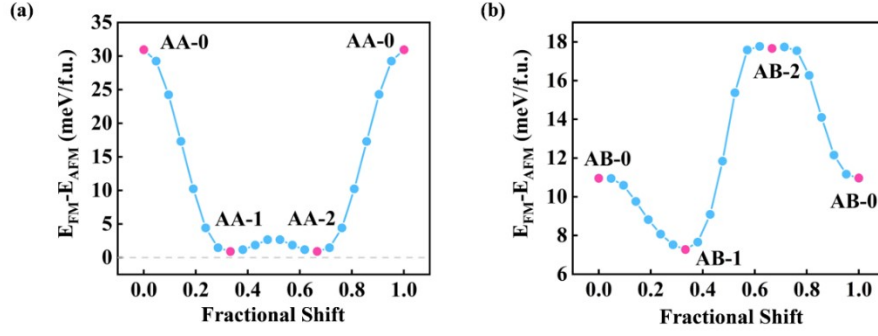 (a)
E_FM-E_AFM (meV/f.u.)
35
30
25
20
15
10
5
0
AA-0
AA-0
AA-1
AA-2
0.0 0.2 0.4 0.6 0.8 1.0
Fractional Shift
(b)
E_FM-E_AFM (meV/f.u.)
18
16
14
12
10
8
6
AB-2
AB-0
AB-0
AB-1
0.0 0.2 0.4 0.6 0.8 1.0
Fractional Shift